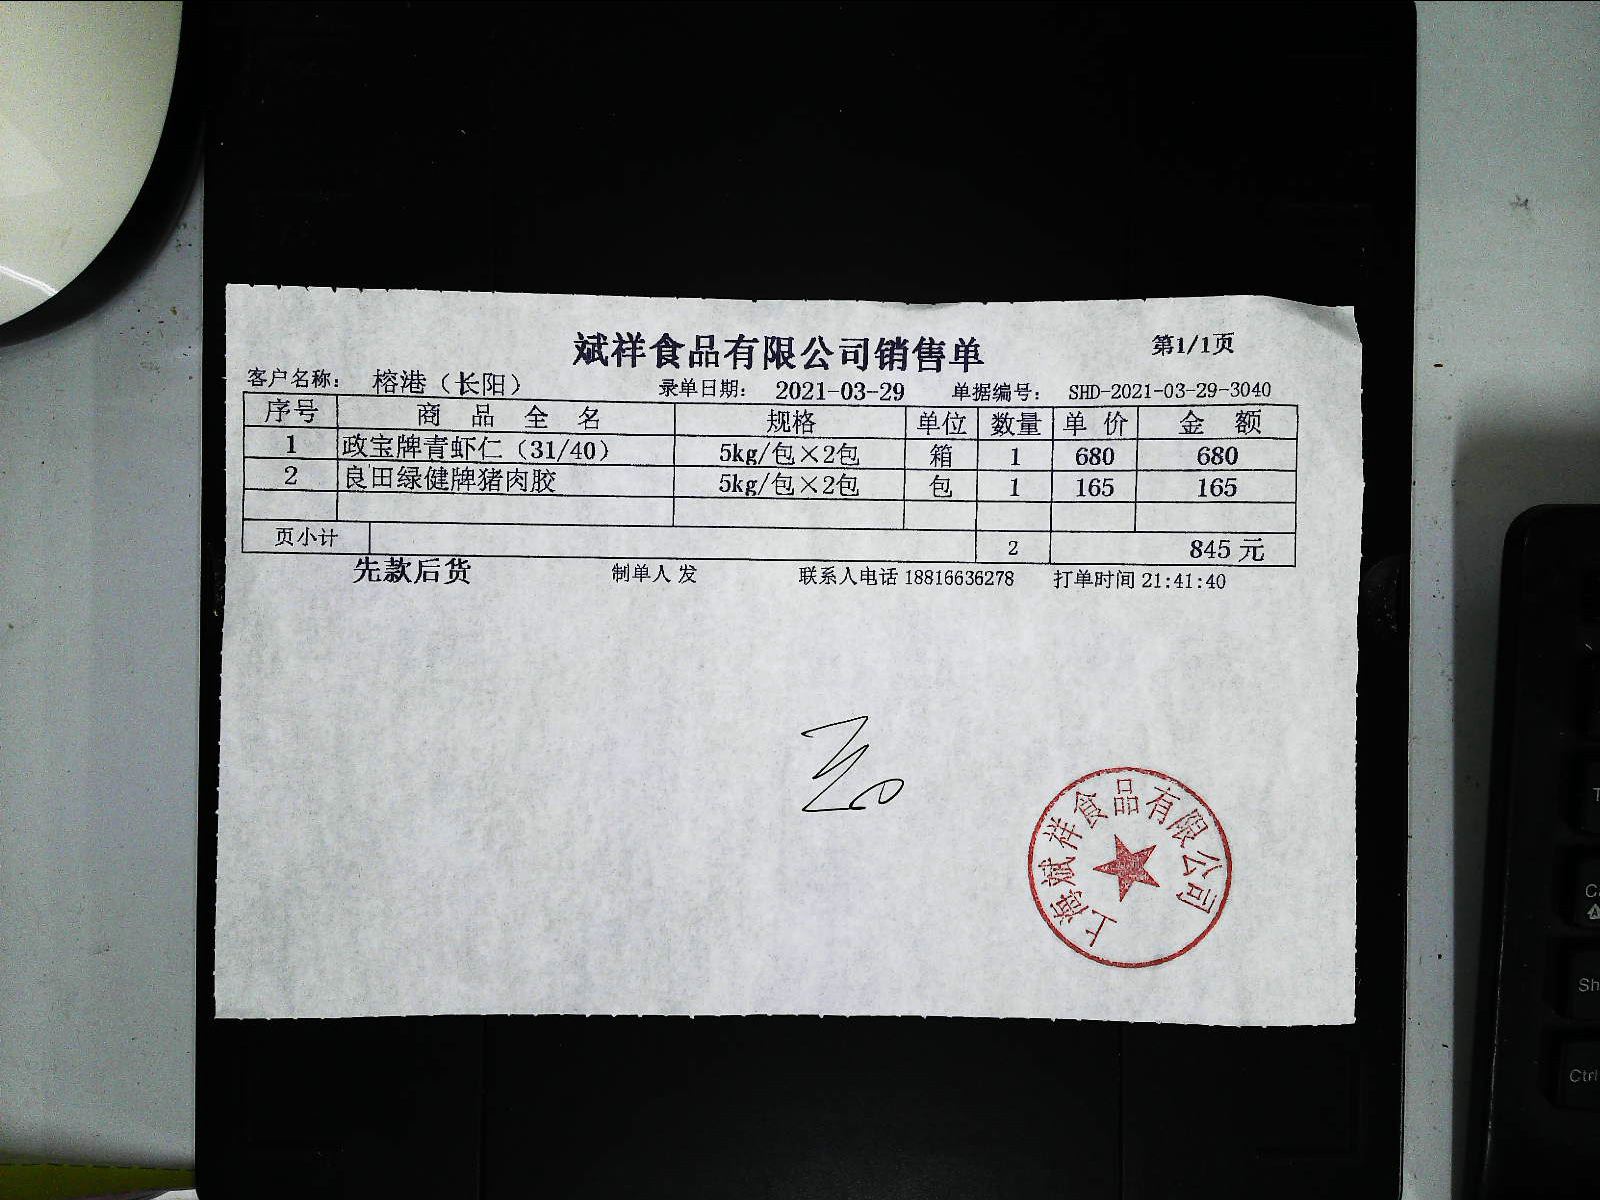 斌祥食品有限公司销售单 第1/1页
客户名称： 榕港（长阳） 录单日期： 2021-03-29 单据编号： SHD-2021-03-29-3040
序号 商品全名 规格 单位 数量 单价 金额
1 政宝牌青虾仁（31/40） 5kg/包×2包 箱 1 680 680
2 良田绿健牌猪肉胶 5kg/包×2包 包 1 165 165
页小计 2 845 元
先款后货 制单人 发 联系人电话 18816636278 打单时间 21:41:40
上海斌祥食品有限公司
Sh
Ctrl